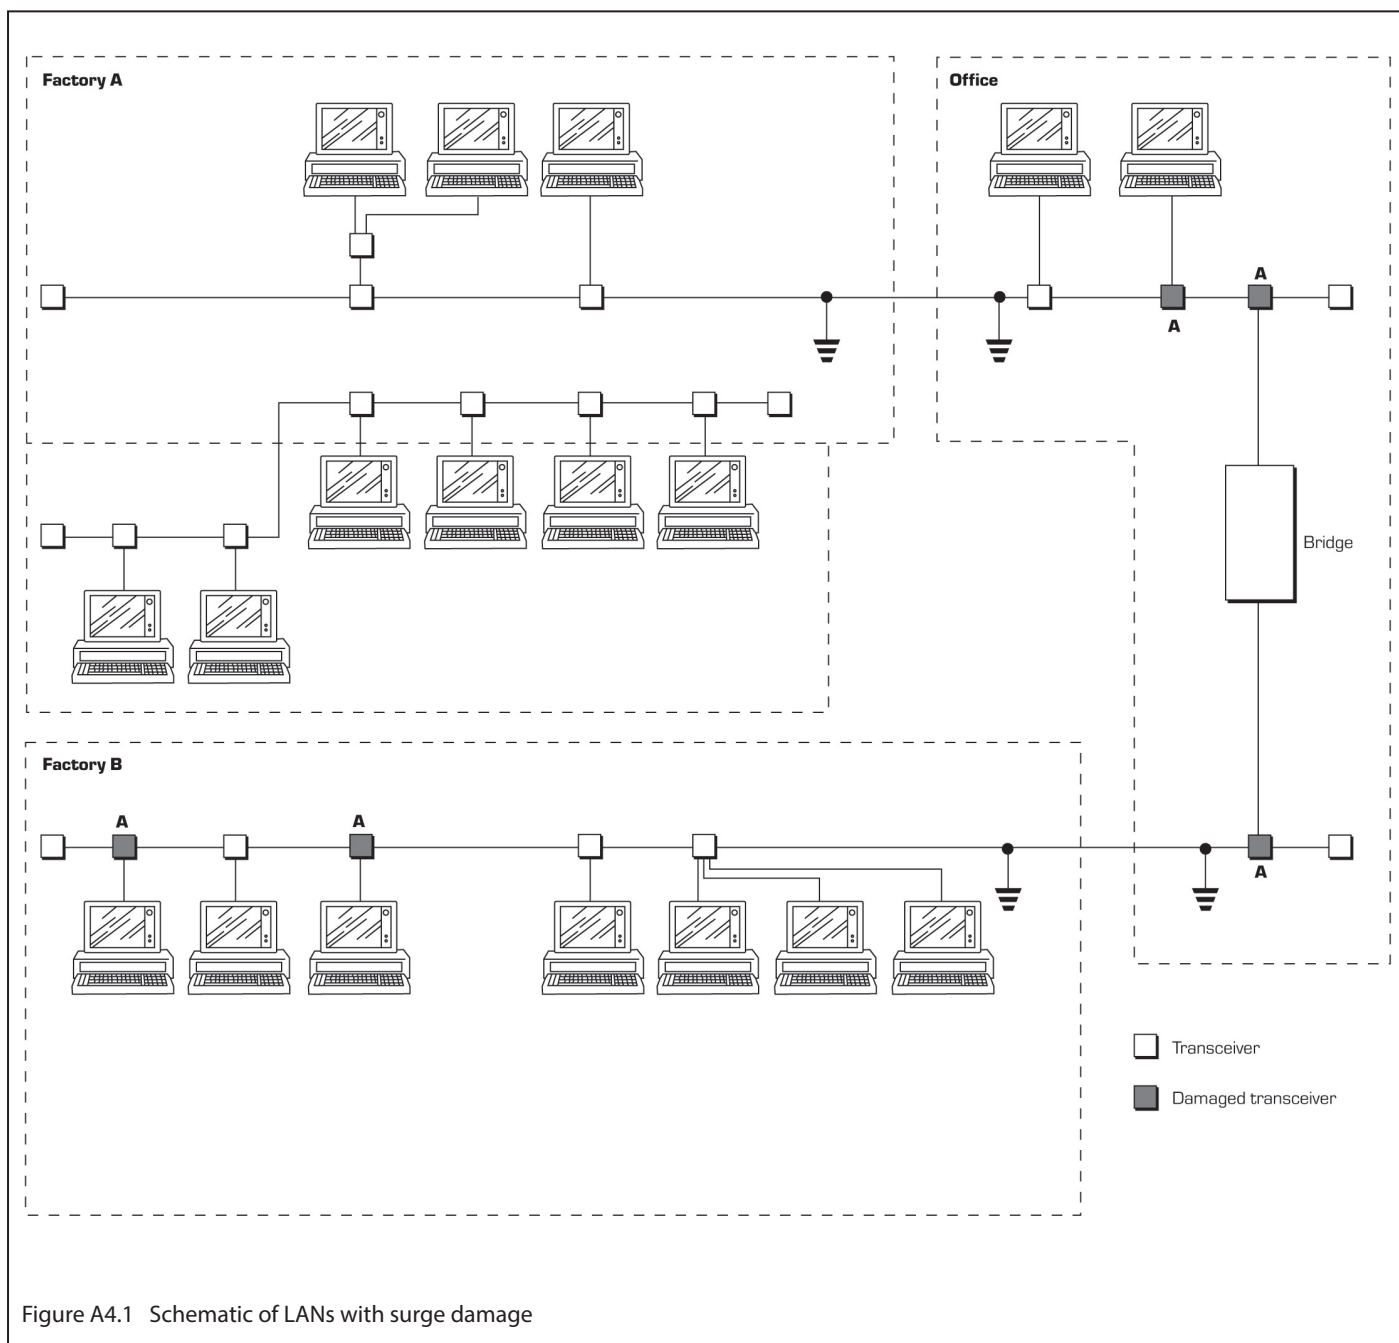 Factory A
Office
A
A
Bridge
Factory B
A
A
A
Transceiver
Damaged transceiver
Figure A4.1 Schematic of LANs with surge damage